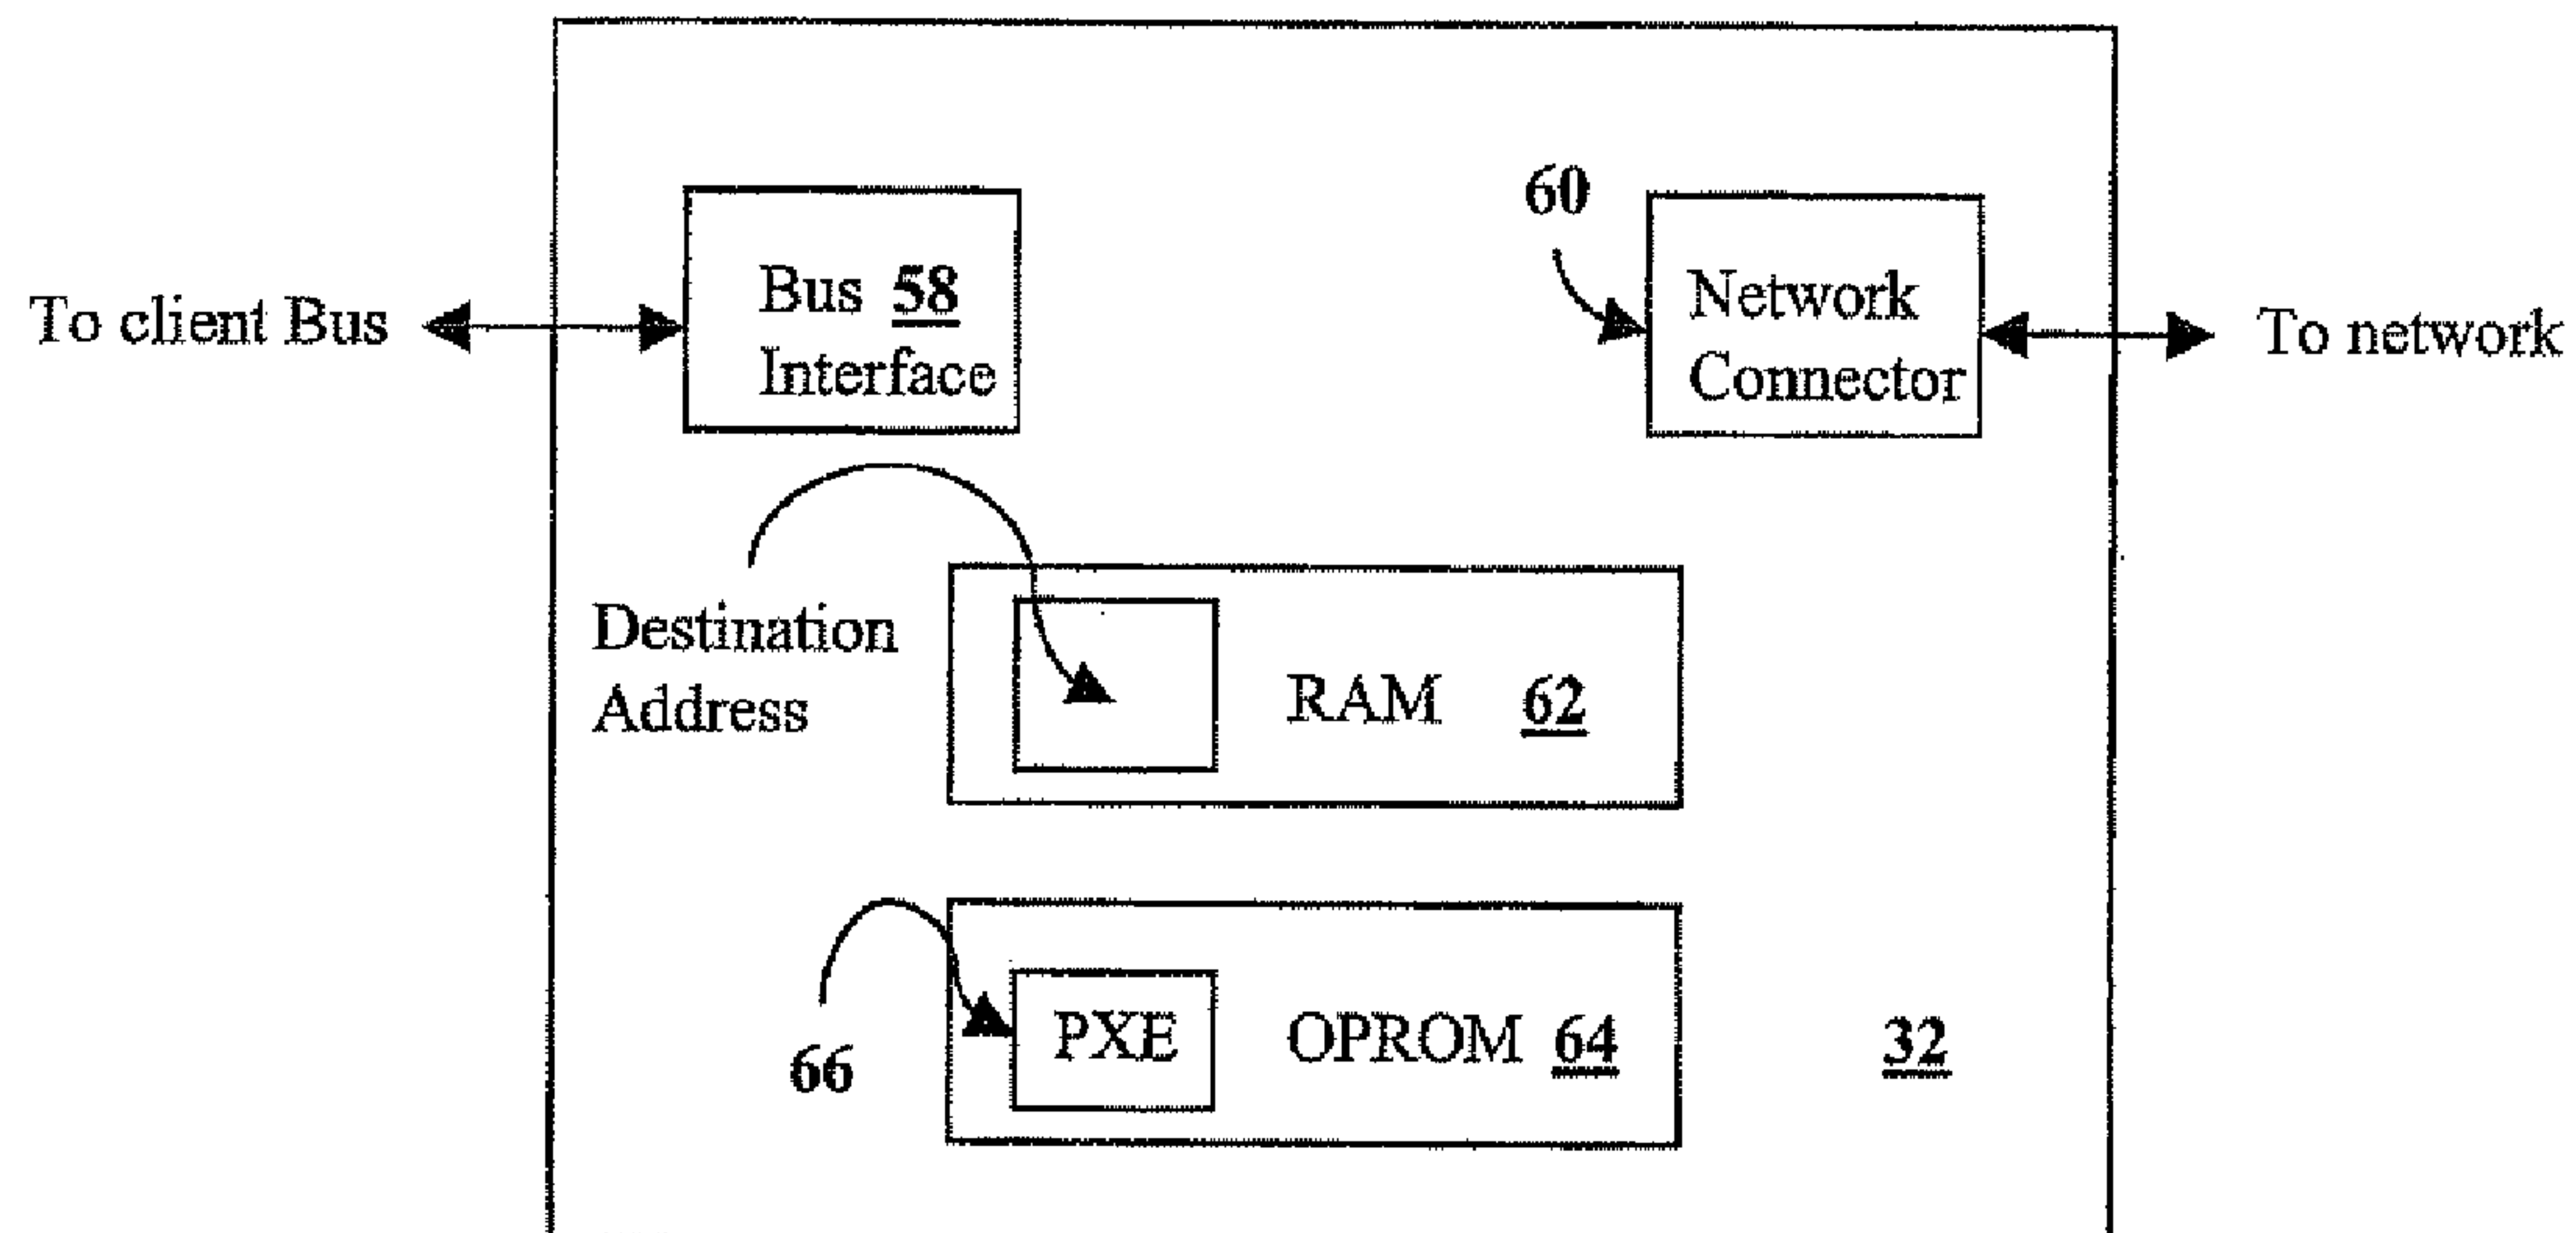 60
To client Bus
Bus 58
Interface
Network
Connector
To network
Destination
Address
RAM 62
66
PXE
OPROM 64
32